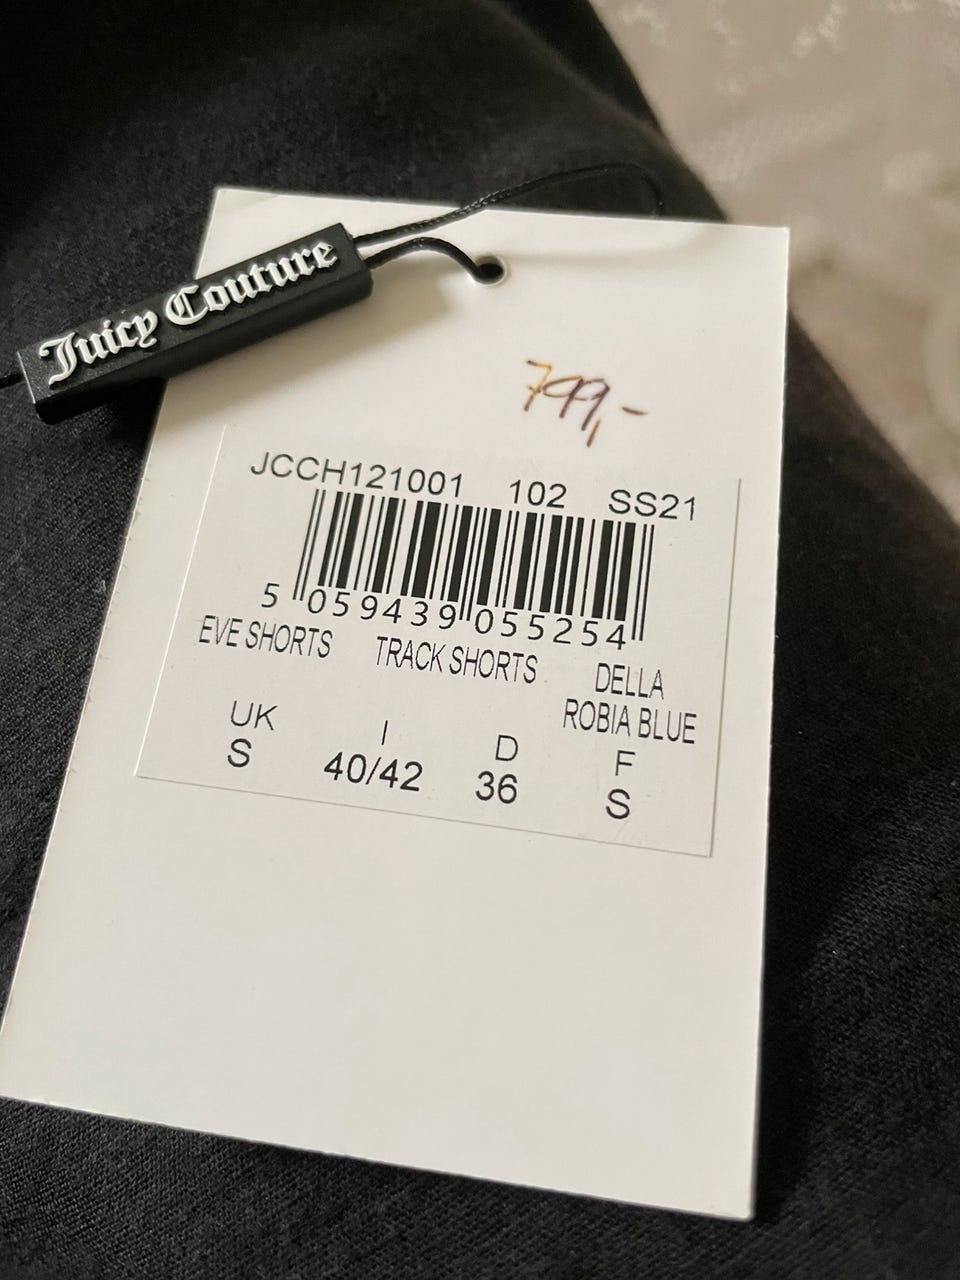 Juicy Couture
799,-
JCCH121001 102 SS21
5 059439 055254
EVE SHORTS TRACK SHORTS DELLA
ROBIA BLUE
UK I D F
S 40/42 36 S